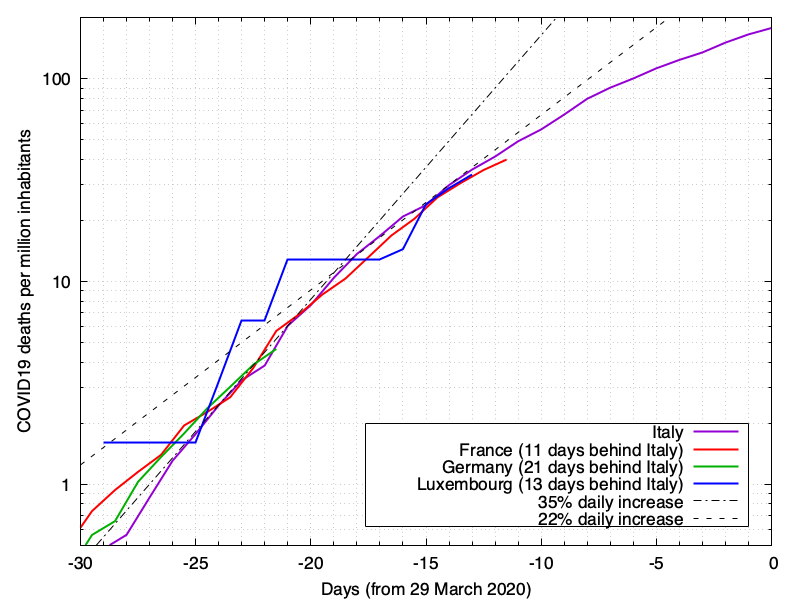 100
10
1
COVID19 deaths per million inhabitants
Italy
France (11 days behind Italy)
Germany (21 days behind Italy)
Luxembourg (13 days behind Italy)
35% daily increase
22% daily increase
-30 -25 -20 -15 -10 -5 0
Days (from 29 March 2020)